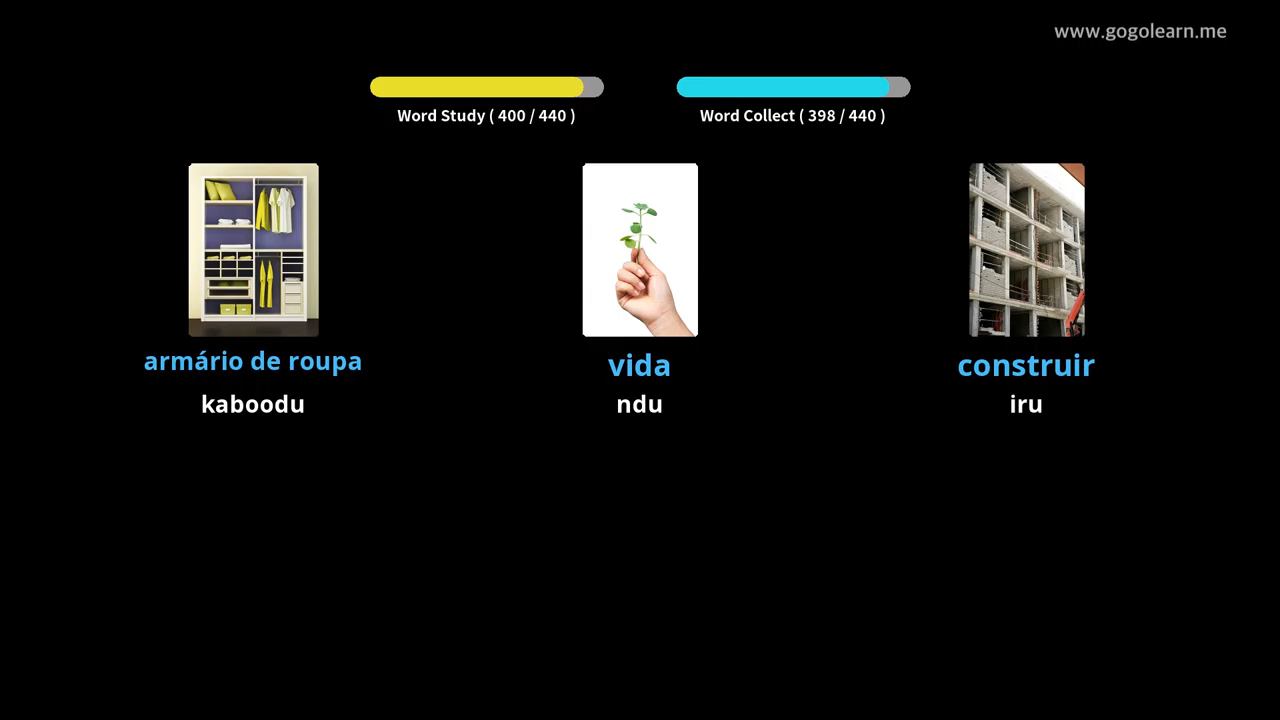 www.gogolearn.me
Word Study ( 400 / 440 )
Word Collect ( 398 / 440 )
armário de roupa
kaboodu
vida
ndu
construir
iru